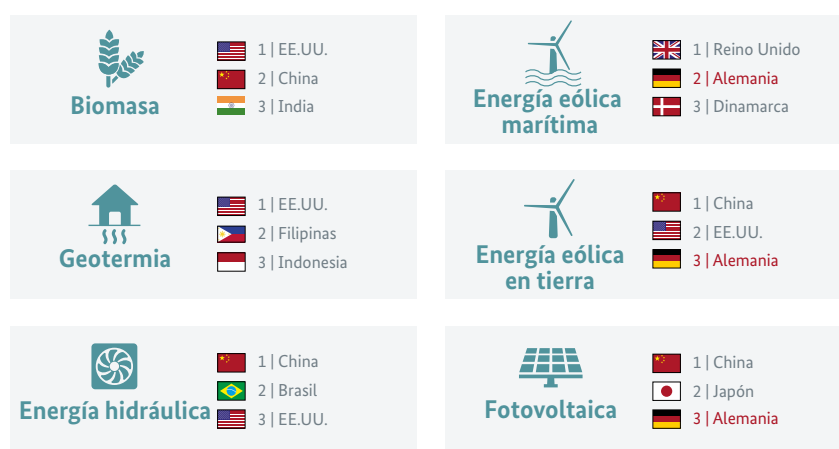 Biomasa
1 | EE.UU.
2 | China
3 | India
Energía eólica
marítima
1 | Reino Unido
2 | Alemania
3 | Dinamarca
Geotermia
1 | EE.UU.
2 | Filipinas
3 | Indonesia
Energía eólica
en tierra
1 | China
2 | EE.UU.
3 | Alemania
Energía hidráulica
1 | China
2 | Brasil
3 | EE.UU.
Fotovoltaica
1 | China
2 | Japón
3 | Alemania